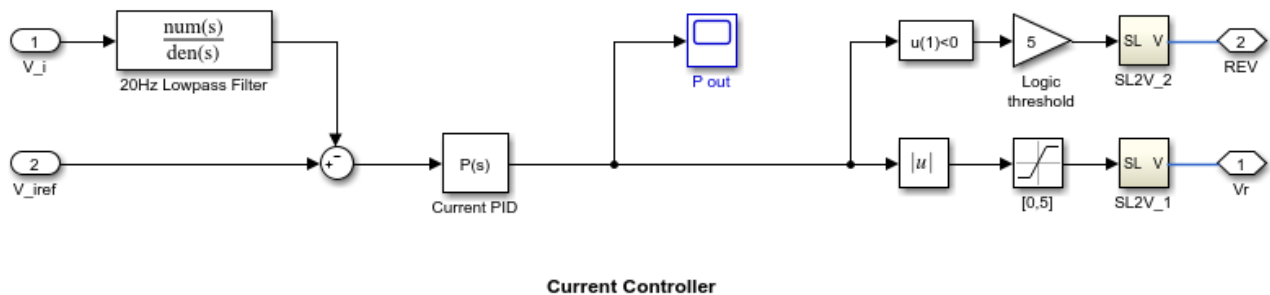 1
V_i
num(s)
den(s)
20Hz Lowpass Filter
P out
u(1)<0
5
Logic
threshold
SL V
SL2V_2
2
REV
2
V_iref
+ -
P(s)
Current PID
|u|
[0,5]
SL V
SL2V_1
1
Vr
Current Controller